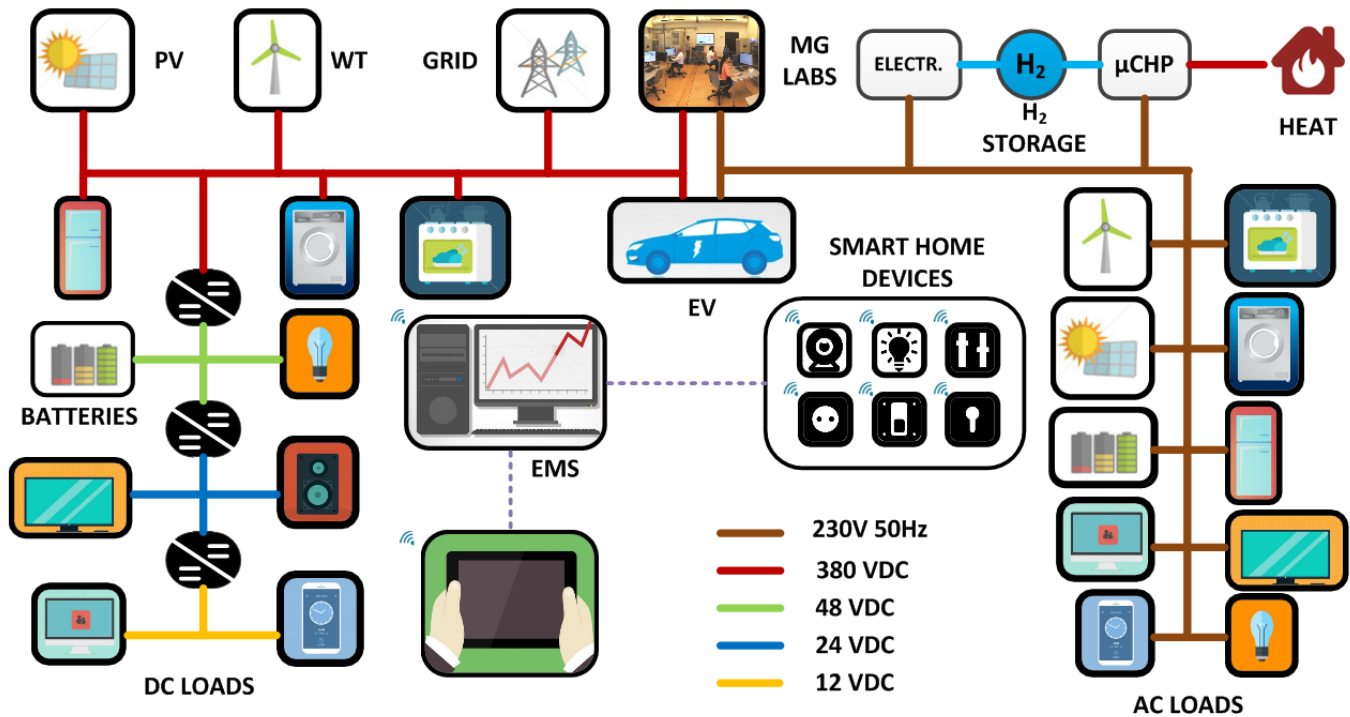 PV
WT
GRID
MG
LABS
ELECTR.
H₂
µCHP
H₂
STORAGE
HEAT
EV
SMART HOME
DEVICES
BATTERIES
EMS
230V 50Hz
380 VDC
48 VDC
24 VDC
12 VDC
DC LOADS
AC LOADS